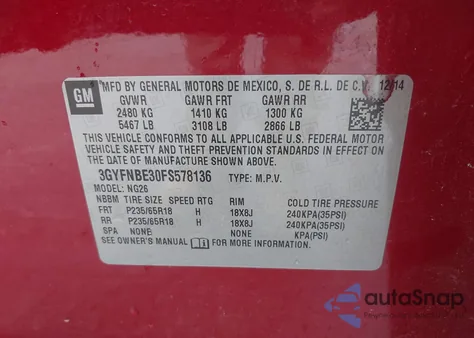 GM
MFD BY GENERAL MOTORS DE MEXICO, S. DE R.L. DE C.V. 12/14
GVWR GAWR FRT GAWR RR
2480 KG 1410 KG 1300 KG
5467 LB 3108 LB 2866 LB
THIS VEHICLE CONFORMS TO ALL APPLICABLE U.S. FEDERAL MOTOR
VEHICLE SAFETY AND THEFT PREVENTION STANDARDS IN EFFECT ON
THE DATE OF MANUFACTURE SHOWN ABOVE.
3GYFNBE30FS578136 TYPE: M.P.V.
MODEL: NG26
NBBM TIRE SIZE SPEED RTG RIM COLD TIRE PRESSURE
FRT P235/65R18 H 18X8J 240KPA(35PSI)
RR P235/65R18 H 18X8J 240KPA(35PSI)
SPA NONE NONE KPA(PSI)
SEE OWNER'S MANUAL FOR MORE INFORMATION
autoSnap